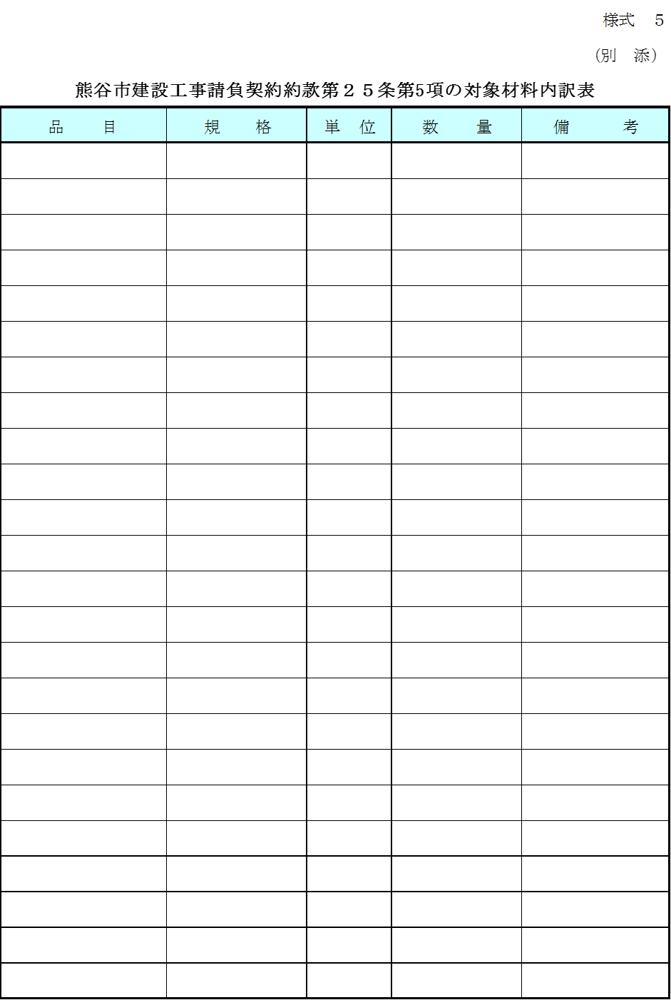 様式　５
（別　添）
熊谷市建設工事請負契約約款第２５条第5項の対象材料内訳表
品　目　規　格　単　位　数　量　備　考